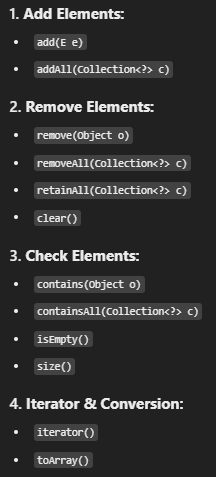 1. Add Elements:
• add(E e)
• addAll(Collection<?> c)
2. Remove Elements:
• remove(Object o)
• removeAll(Collection<?> c)
• retainAll(Collection<?> c)
• clear()
3. Check Elements:
• contains(Object o)
• containsAll(Collection<?> c)
• isEmpty()
• size()
4. Iterator & Conversion:
• iterator()
• toArray()